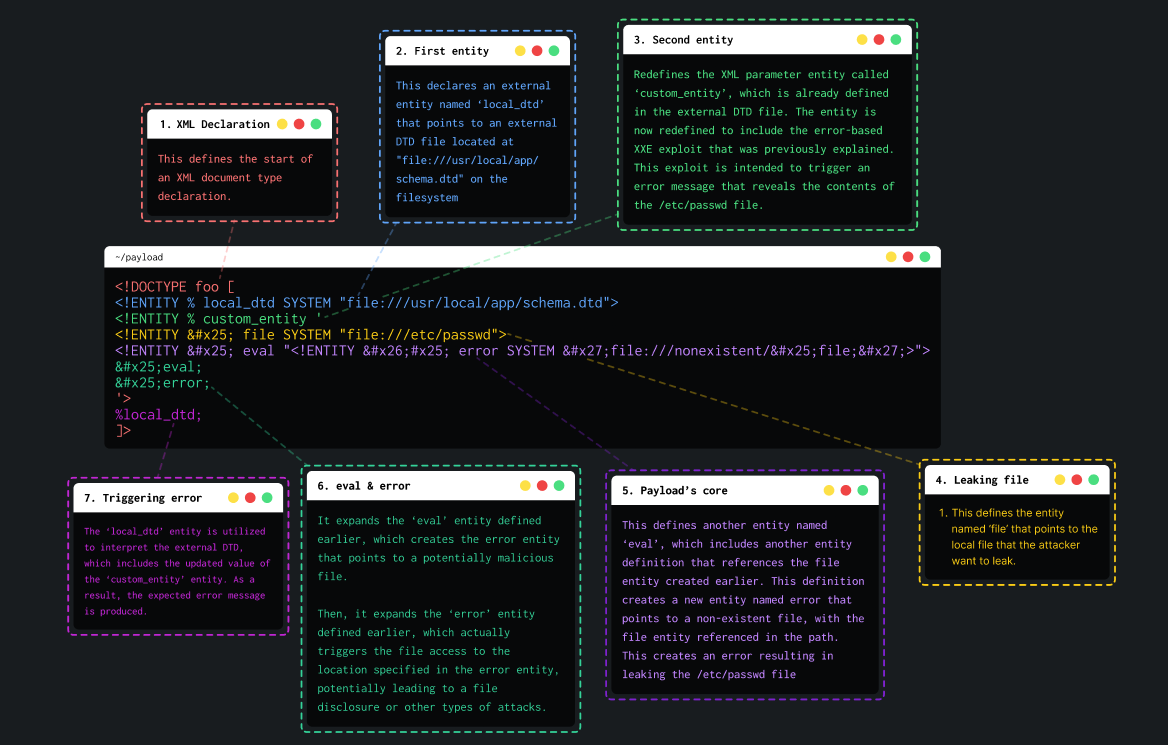 1. XML Declaration
This defines the start of
an XML document type
declaration.
2. First entity
This declares an external
entity named ‘local_dtd’
that points to an external
DTD file located at
"file:///usr/local/app/
schema.dtd" on the
filesystem
3. Second entity
Redefines the XML parameter entity called
‘custom_entity’, which is already defined
in the external DTD file. The entity is
now redefined to include the error-based
XXE exploit that was previously explained.
This exploit is intended to trigger an
error message that reveals the contents of
the /etc/passwd file.
~/payload
<!DOCTYPE foo [
<!ENTITY % local_dtd SYSTEM "file:///usr/local/app/schema.dtd">
<!ENTITY % custom_entity '
<!ENTITY &#x25; file SYSTEM "file:///etc/passwd">
<!ENTITY &#x25; eval "<!ENTITY &#x26;#x25; error SYSTEM &#x27;file:///nonexistent/&#x25;file;&#x27;>">
&#x25;eval;
&#x25;error;
'>
%local_dtd;
]>
7. Triggering error
The ‘local_dtd’ entity is utilized
to interpret the external DTD,
which includes the updated value of
the ‘custom_entity’ entity. As a
result, the expected error message
is produced.
6. eval & error
It expands the ‘eval’ entity defined
earlier, which creates the error entity
that points to a potentially malicious
file.
Then, it expands the ‘error’ entity
defined earlier, which actually
triggers the file access to the
location specified in the error entity,
potentially leading to a file
disclosure or other types of attacks.
5. Payload’s core
This defines another entity named
‘eval’, which includes another entity
definition that references the file
entity created earlier. This definition
creates a new entity named error that
points to a non-existent file, with the
file entity referenced in the path.
This creates an error resulting in
leaking the /etc/passwd file
4. Leaking file
1. This defines the entity
named ‘file’ that points to the
local file that the attacker
want to leak.